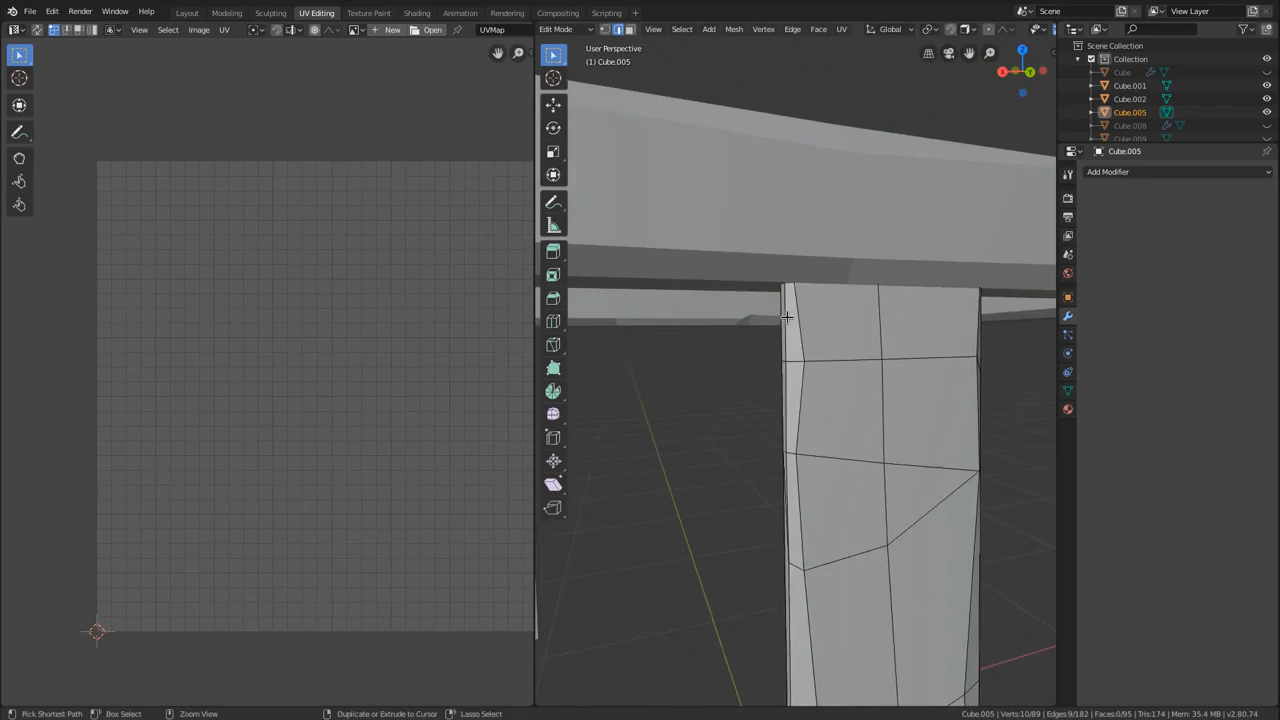 File Edit Render Window Help Layout Modeling Sculpting UV Editing Texture Paint Shading Animation Rendering Compositing Scripting Scene View Layer
View Select Image UV New Open UVMap Edit Mode View Select Add Mesh Vertex Edge Face UV Global
Scene Collection
User Perspective
(1) Cube.005
Collection
Cube
Cube.001
Cube.002
Cube.005
Cube.008
Cube.009
Cube.005
Add Modifier
X Y Z
Pick Shortest Path Box Select Zoom View Duplicate or Extrude to Cursor Lasso Select Cube.005 | Verts:10/89 | Edges:9/182 | Faces:0/95 | Tris:174 | Mem: 35.4 MB | v2.80.74